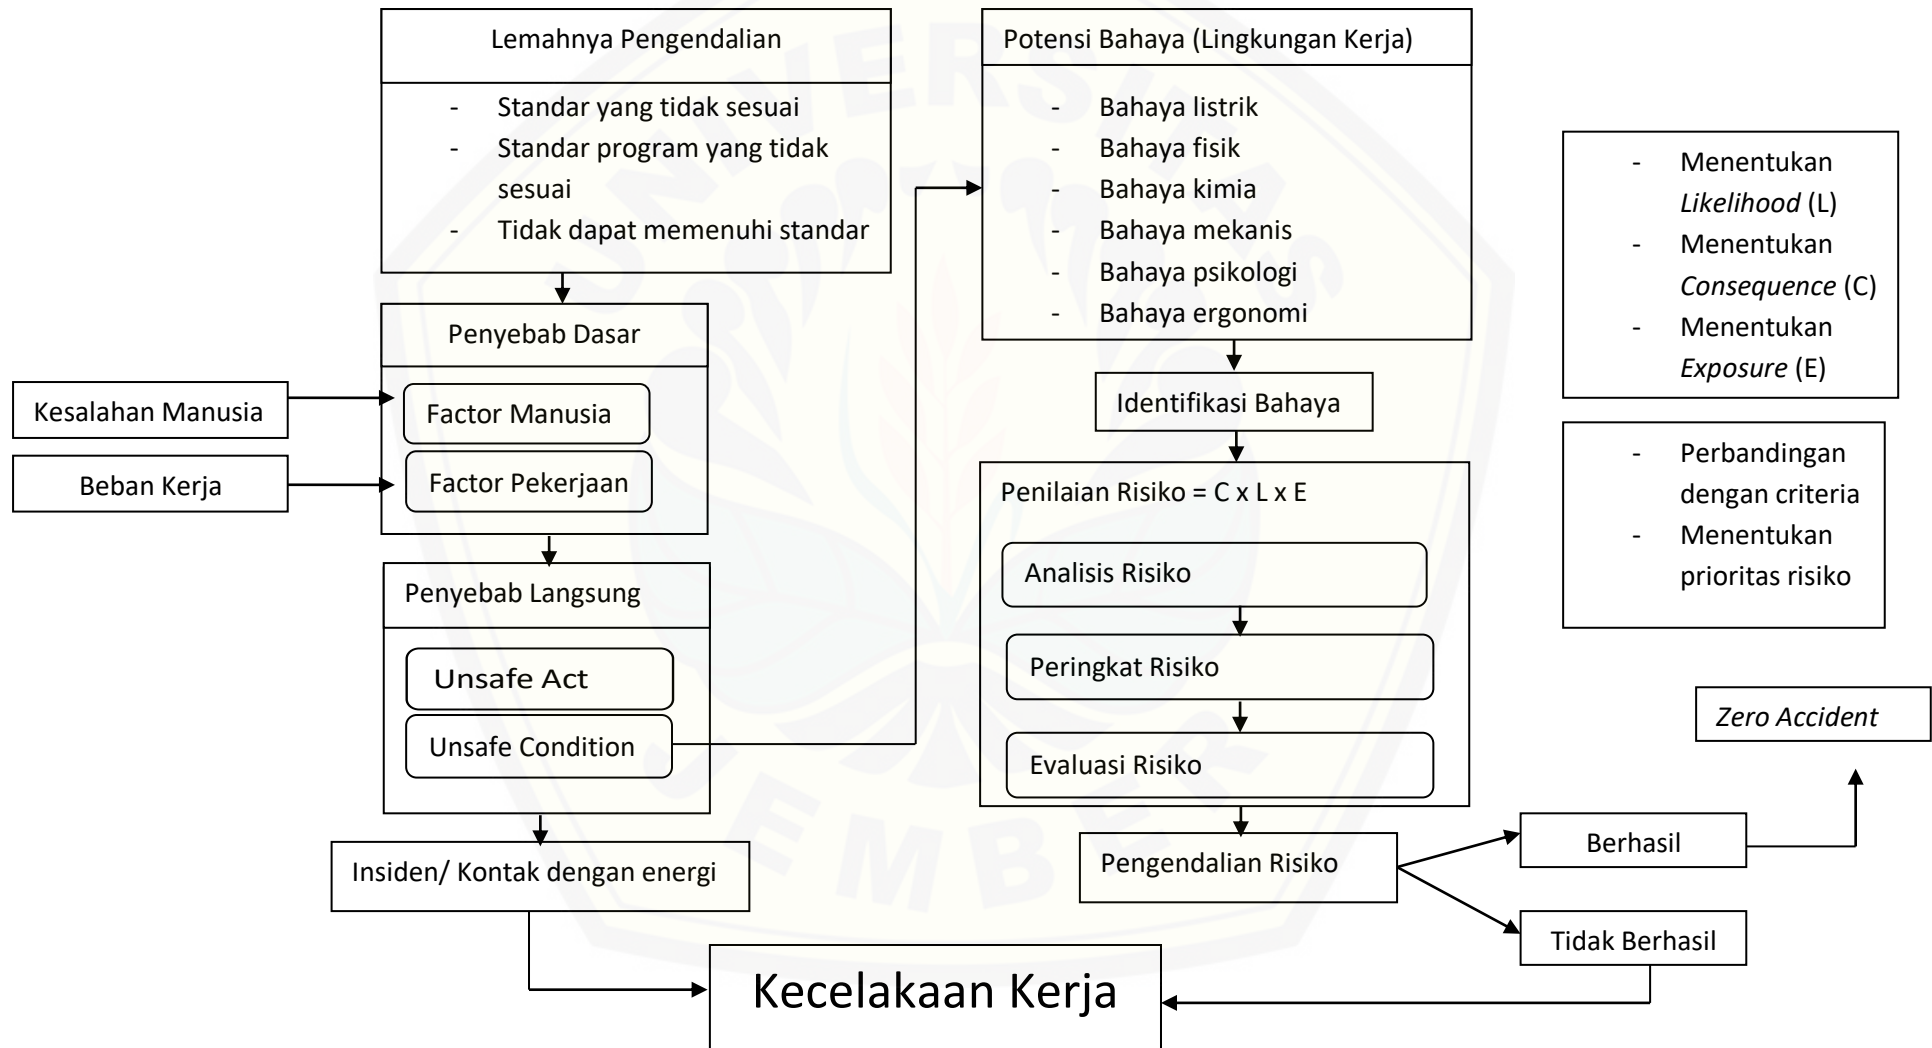 Lemahnya Pengendalian
- Standar yang tidak sesuai
- Standar program yang tidak
sesuai
- Tidak dapat memenuhi standar
Penyebab Dasar
Kesalahan Manusia
Factor Manusia
Beban Kerja
Factor Pekerjaan
Penyebab Langsung
Unsafe Act
Unsafe Condition
Insiden/ Kontak dengan energi
Potensi Bahaya (Lingkungan Kerja)
- Bahaya listrik
- Bahaya fisik
- Bahaya kimia
- Bahaya mekanis
- Bahaya psikologi
- Bahaya ergonomi
Identifikasi Bahaya
Penilaian Risiko = C x L x E
Analisis Risiko
Peringkat Risiko
Evaluasi Risiko
Pengendalian Risiko
- Menentukan
Likelihood (L)
- Menentukan
Consequence (C)
- Menentukan
Exposure (E)
- Perbandingan
dengan criteria
- Menentukan
prioritas risiko
Zero Accident
Berhasil
Tidak Berhasil
Kecelakaan Kerja
UNIVERSITAS
JEMBER